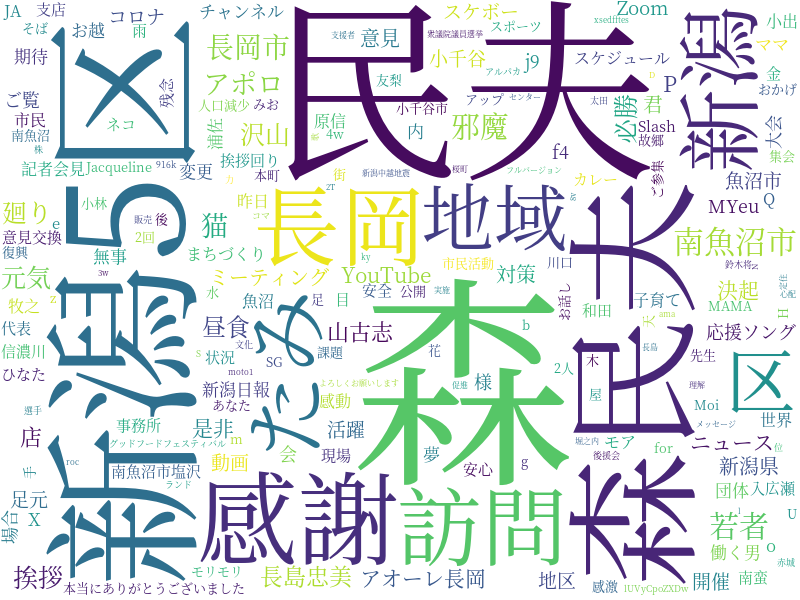 JA
支店
コロナ
チャンネル
スケボー
Zoom
小出
そば
お越
雨
スポーツ
xsedffles
ママ
期待
長岡市
支援者
意見
衆議院議員選挙
スケジュール
金
新潟5区
民夫
新潟
ご覧
残念
アポロ
小千谷
アルパカ
j9
おかげ
市民
人口減少
みお
友梨
小千谷市
アップ
センター
P
南魚沼
ネコ
浦佐
沢山
原信
4w
内
邪魔
太田
必勝
君
大会
株
Slash
故郷
記者会見
Jacqueline
916k
変更
挨拶回り
本町
街
新潟中越地震
f4
桜町
フルバージョン
カレー
ご参集
集会
魚沼市
廻り
e
小林
販売
後
猫
昨日
コマ
2T
長岡
地域
森民夫
MYeu
Q
意見交換
2回
復興
無事
まちづくり
ky
市民活動
川口
お話し
南魚沼市
鈴木将
元気
3w
ミーティング
YouTube
対策
心配
牧之
z
水
魚沼
足
目
安全
公開
実施
和田
子育て
決起
H
代表
昼食
たみ
山古志
森
b
犬
ama
MAMA
応援ソング
信濃川
s
状況
文化
SG
課題
花
長島
木
先生
ひなた
新潟日報
moto1
2人
促進
理解
区
あなた
よろしくお願いします
感動
様
屋
Moi
メッセージ
世界
選手
事務所
是非
活躍
夢
堀之内
店
グッドフードフェスティバル
m
会
現場
安心
g
後援会
モア
ニュース
位
手
roc
南魚沼市塩沢
ランド
動画
for
新潟県
足元
感謝
訪問
団体
入広瀬
場合
X
若者
U
働く男
O
挨拶
モリモリ
長島忠美
アオーレ長岡
地区
感激
開催
南蛮
赤城
本当にありがとうございました
lUVyCpoZXDw